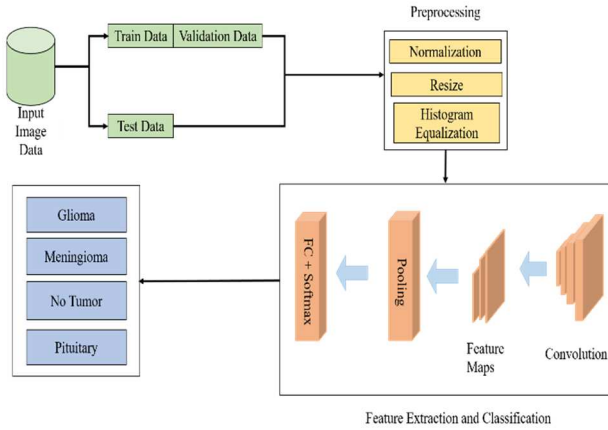 Preprocessing
Train Data
Validation Data
Normalization
Resize
Histogram
Equalization
Input
Image
Data
Test Data
Glioma
Meningioma
No Tumor
Pituitary
FC + Softmax
Pooling
Feature
Maps
Convolution
Feature Extraction and Classification